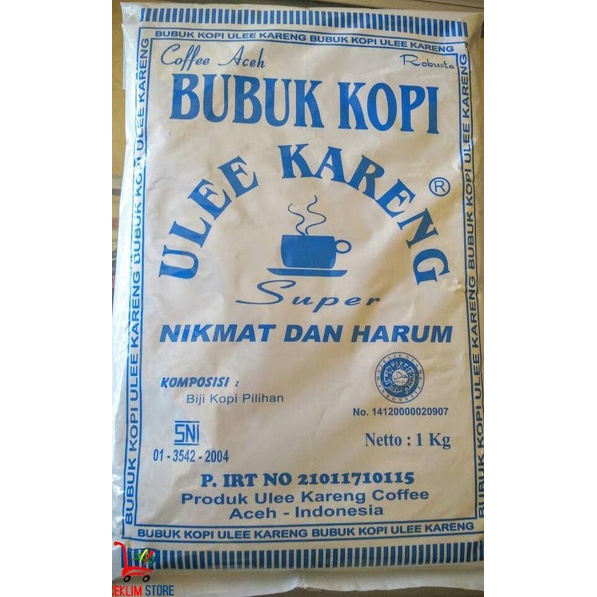 BUBUK KOPI ULEE KARENG BUBUK KOPI ULEE KARENG
BUBUK KOPI ULEE KARENG BUBUK KOPI ULEE KARENG
BUBUK KOPI ULEE KARENG BUBUK KOPI ULEE KARENG
Coffee Aceh
Robusta
BUBUK KOPI
ULEE KARENG ®
Super
NIKMAT DAN HARUM
KOMPOSISI :
Biji Kopi Pilihan
SNI
01 - 3542 - 2004
No. 14120000020907
Netto : 1 Kg
P. IRT NO 21011710115
Produk Ulee Kareng Coffee
Aceh - Indonesia
BUBUK KOPI ULEE KARENG BUBUK KOPI ULEE KARENG
EKLIM STORE